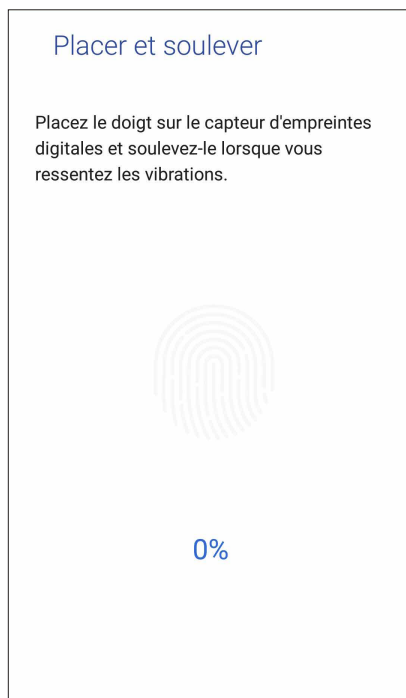 Placer et soulever
Placez le doigt sur le capteur d'empreintes
digitales et soulevez-le lorsque vous
ressentez les vibrations.
0%